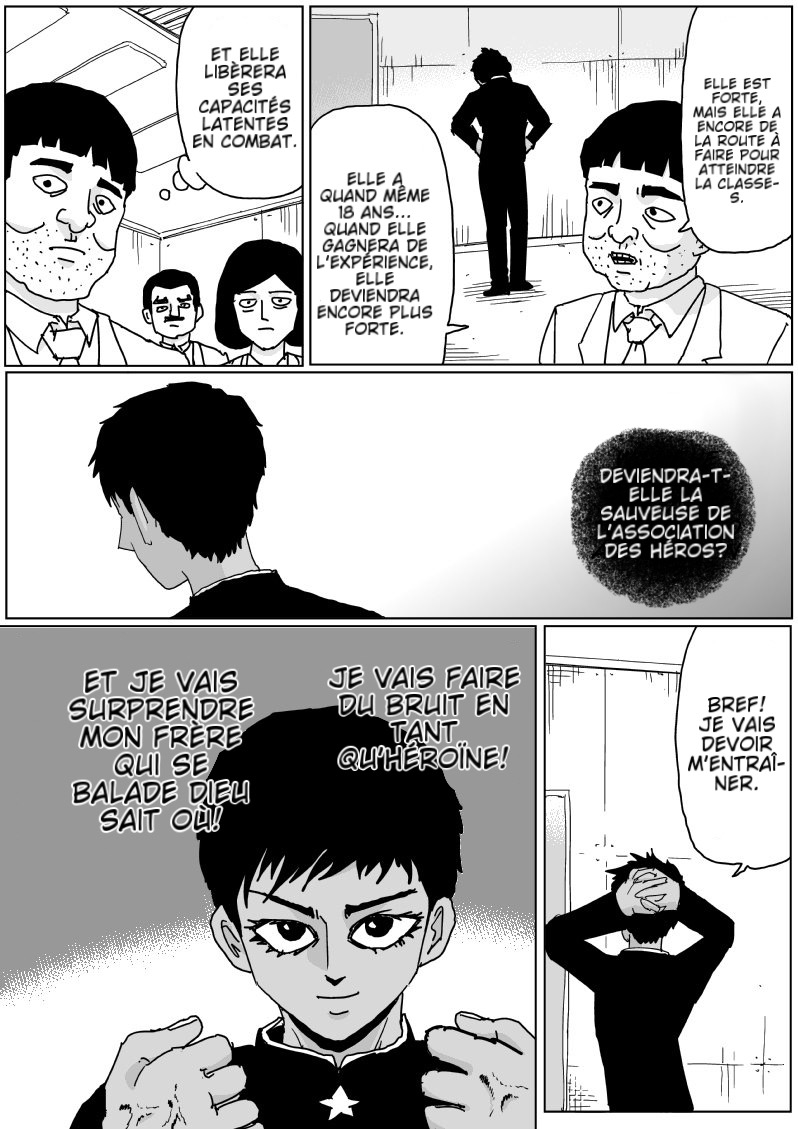 ELLE EST
FORTE,
MAIS ELLE A
ENCORE DE
LA ROUTE À
FAIRE POUR
ATTEINDRE
LA CLASSE-
S.
ELLE A
QUAND MÊME
18 ANS...
QUAND ELLE
GAGNERA DE
L'EXPÉRIENCE,
ELLE
DEVIENDRA
ENCORE PLUS
FORTE.
ET ELLE
LIBÈRERA
SES
CAPACITÉS
LATENTES
EN COMBAT.
DEVIENDRA-T-
ELLE LA
SAUVEUSE DE
L'ASSOCIATION
DES HÉROS?
BREF!
JE VAIS
DEVOIR
M'ENTRAÎ-
NER.
JE VAIS FAIRE
DU BRUIT EN
TANT
QU'HÉROÏNE!
ET JE VAIS
SURPRENDRE
MON FRÈRE
QUI SE
BALADE DIEU
SAIT OÙ!